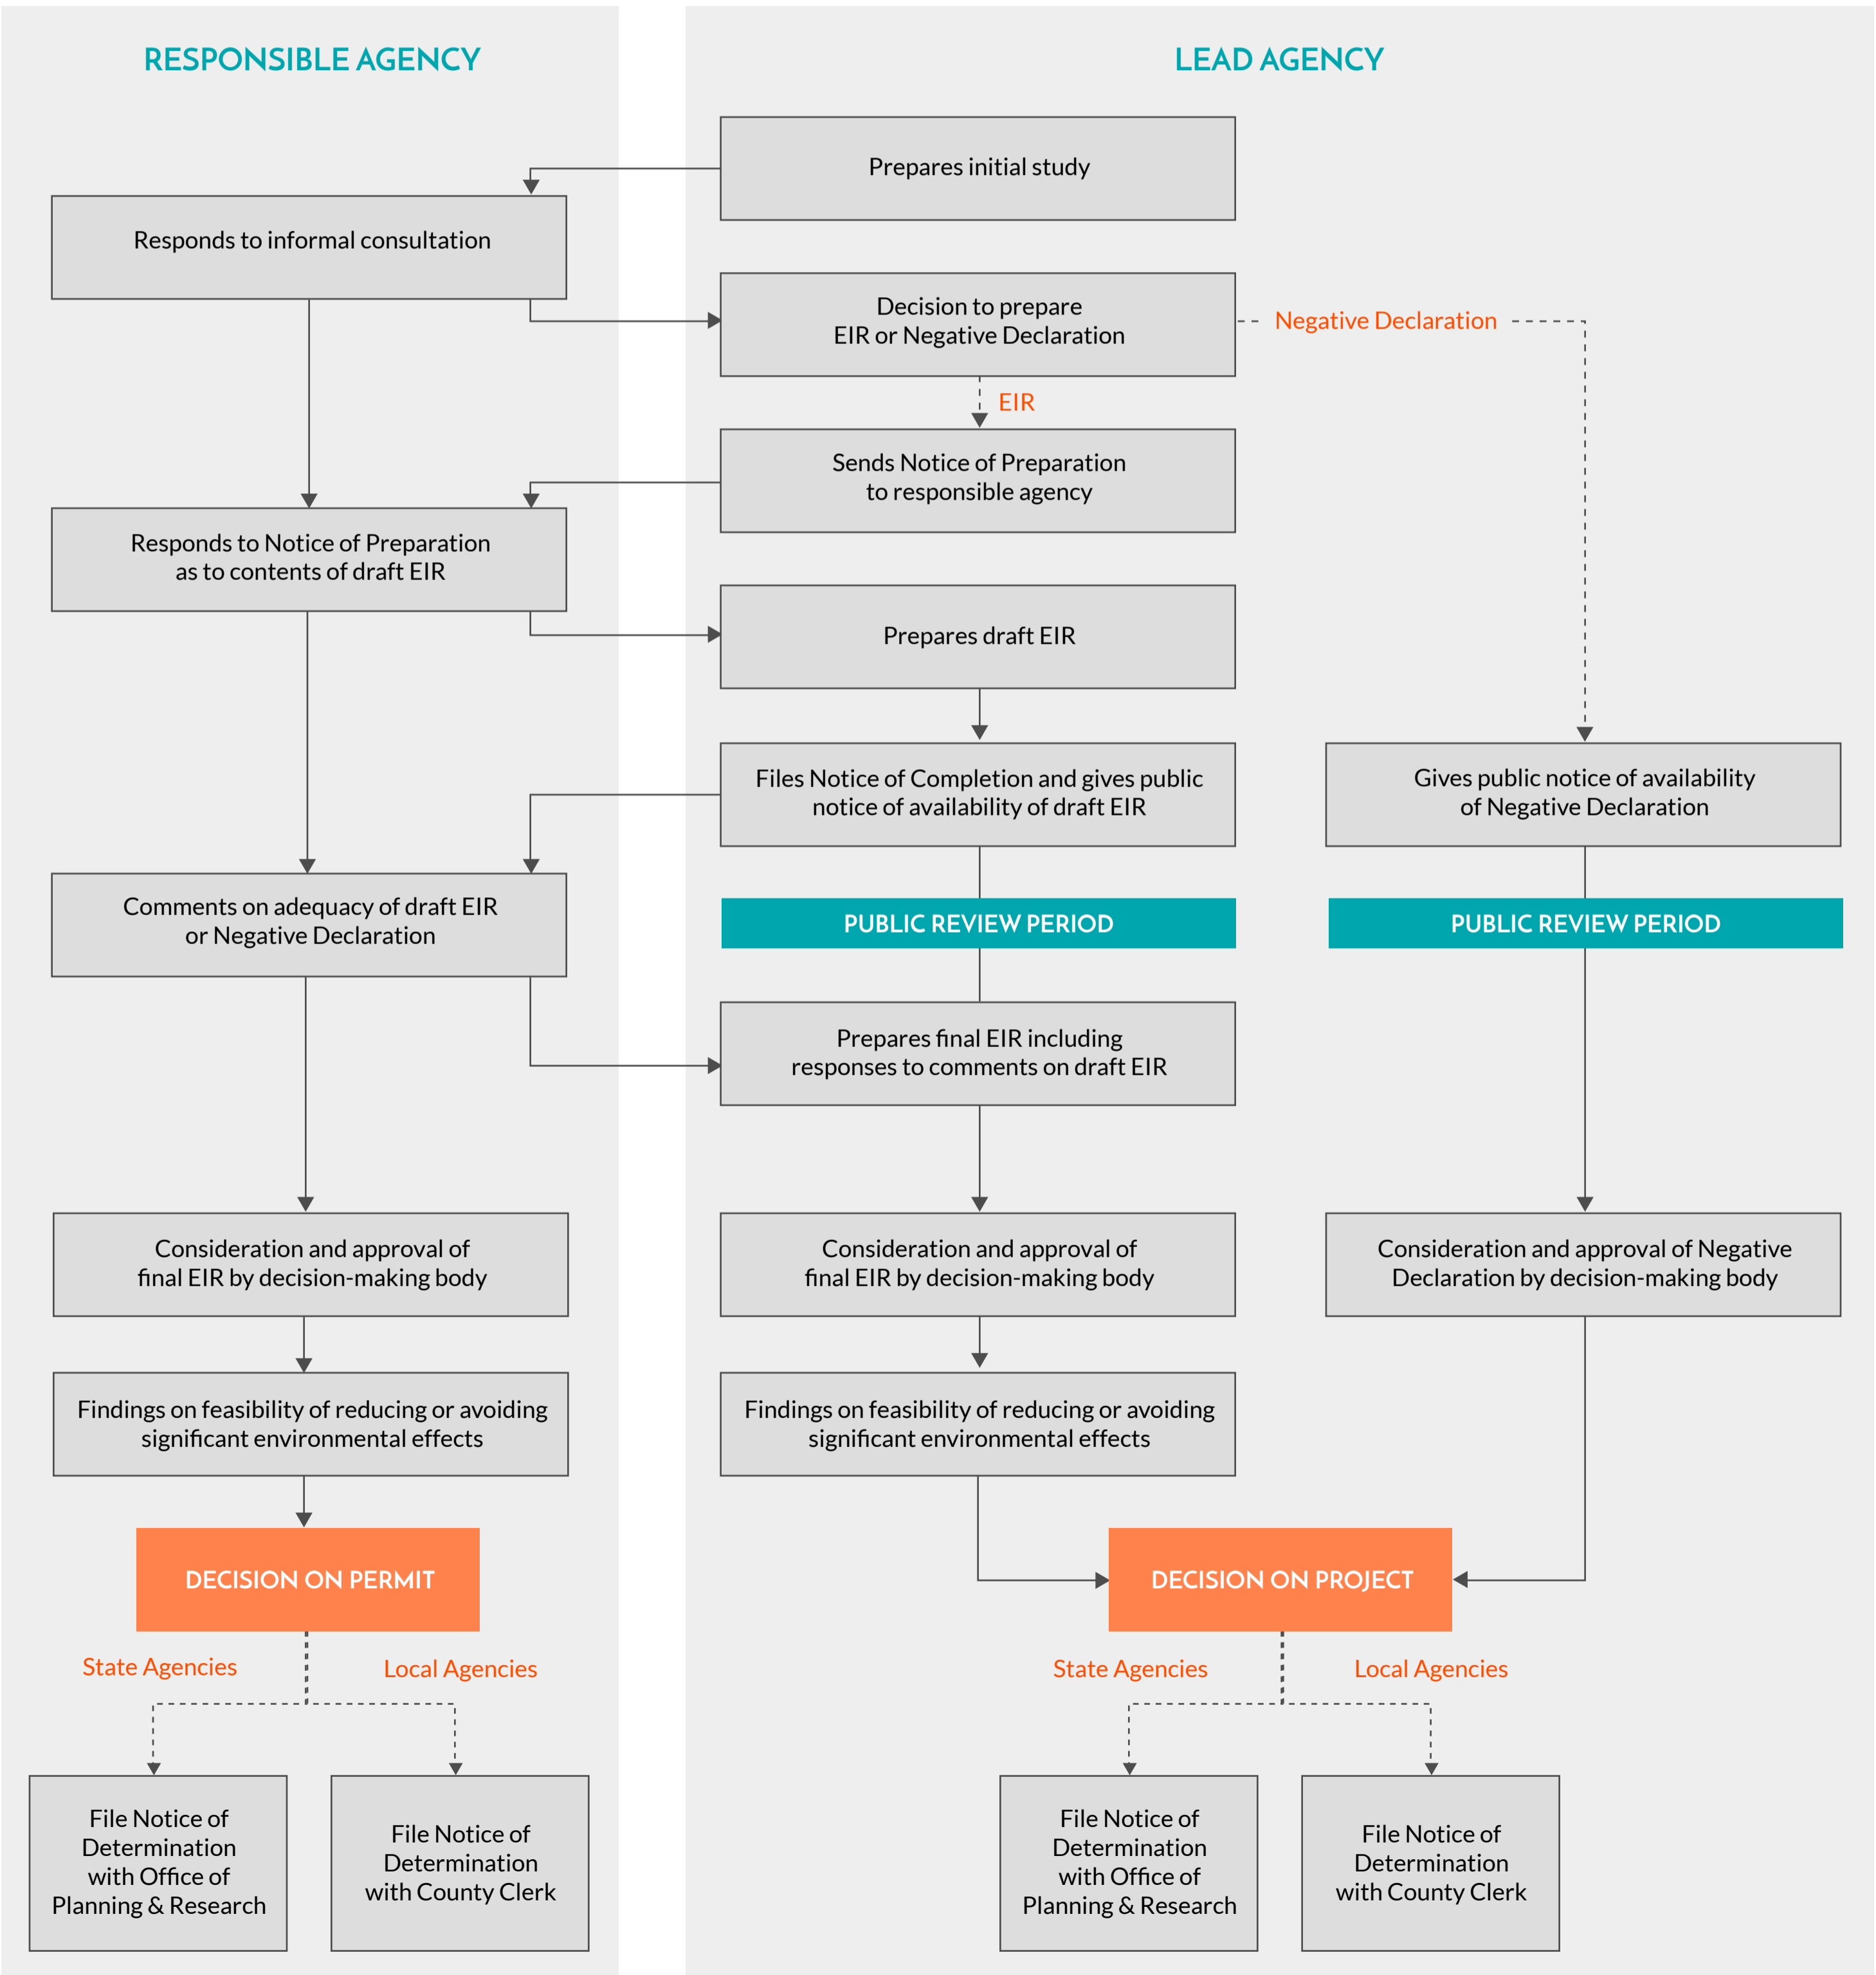 RESPONSIBLE AGENCY
LEAD AGENCY
Prepares initial study
Responds to informal consultation
Decision to prepare
EIR or Negative Declaration
Negative Declaration
EIR
Sends Notice of Preparation
to responsible agency
Responds to Notice of Preparation
as to contents of draft EIR
Prepares draft EIR
Files Notice of Completion and gives public
notice of availability of draft EIR
Gives public notice of availability
of Negative Declaration
Comments on adequacy of draft EIR
or Negative Declaration
PUBLIC REVIEW PERIOD
PUBLIC REVIEW PERIOD
Prepares final EIR including
responses to comments on draft EIR
Consideration and approval of
final EIR by decision-making body
Consideration and approval of
final EIR by decision-making body
Consideration and approval of Negative
Declaration by decision-making body
Findings on feasibility of reducing or avoiding
significant environmental effects
Findings on feasibility of reducing or avoiding
significant environmental effects
DECISION ON PERMIT
DECISION ON PROJECT
State Agencies
Local Agencies
State Agencies
Local Agencies
File Notice of
Determination
with Office of
Planning & Research
File Notice of
Determination
with County Clerk
File Notice of
Determination
with Office of
Planning & Research
File Notice of
Determination
with County Clerk